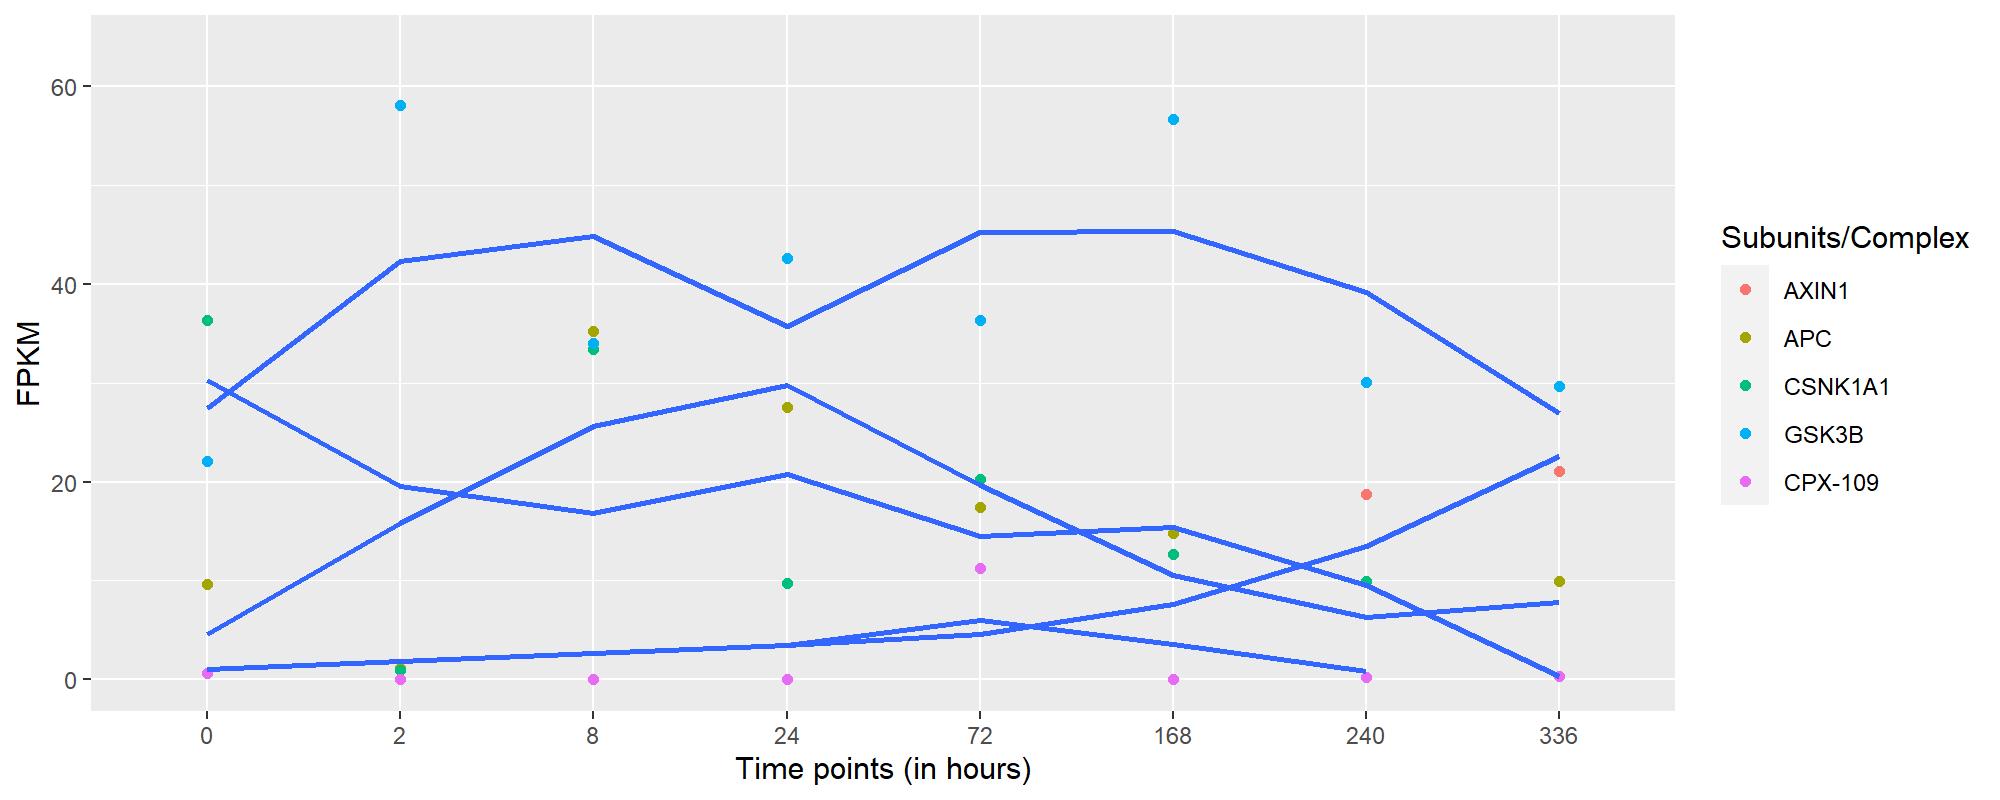 60
40
20
0
FPKM
0 2 8 24 72 168 240 336
Time points (in hours)
Subunits/Complex
AXIN1
APC
CSNK1A1
GSK3B
CPX-109